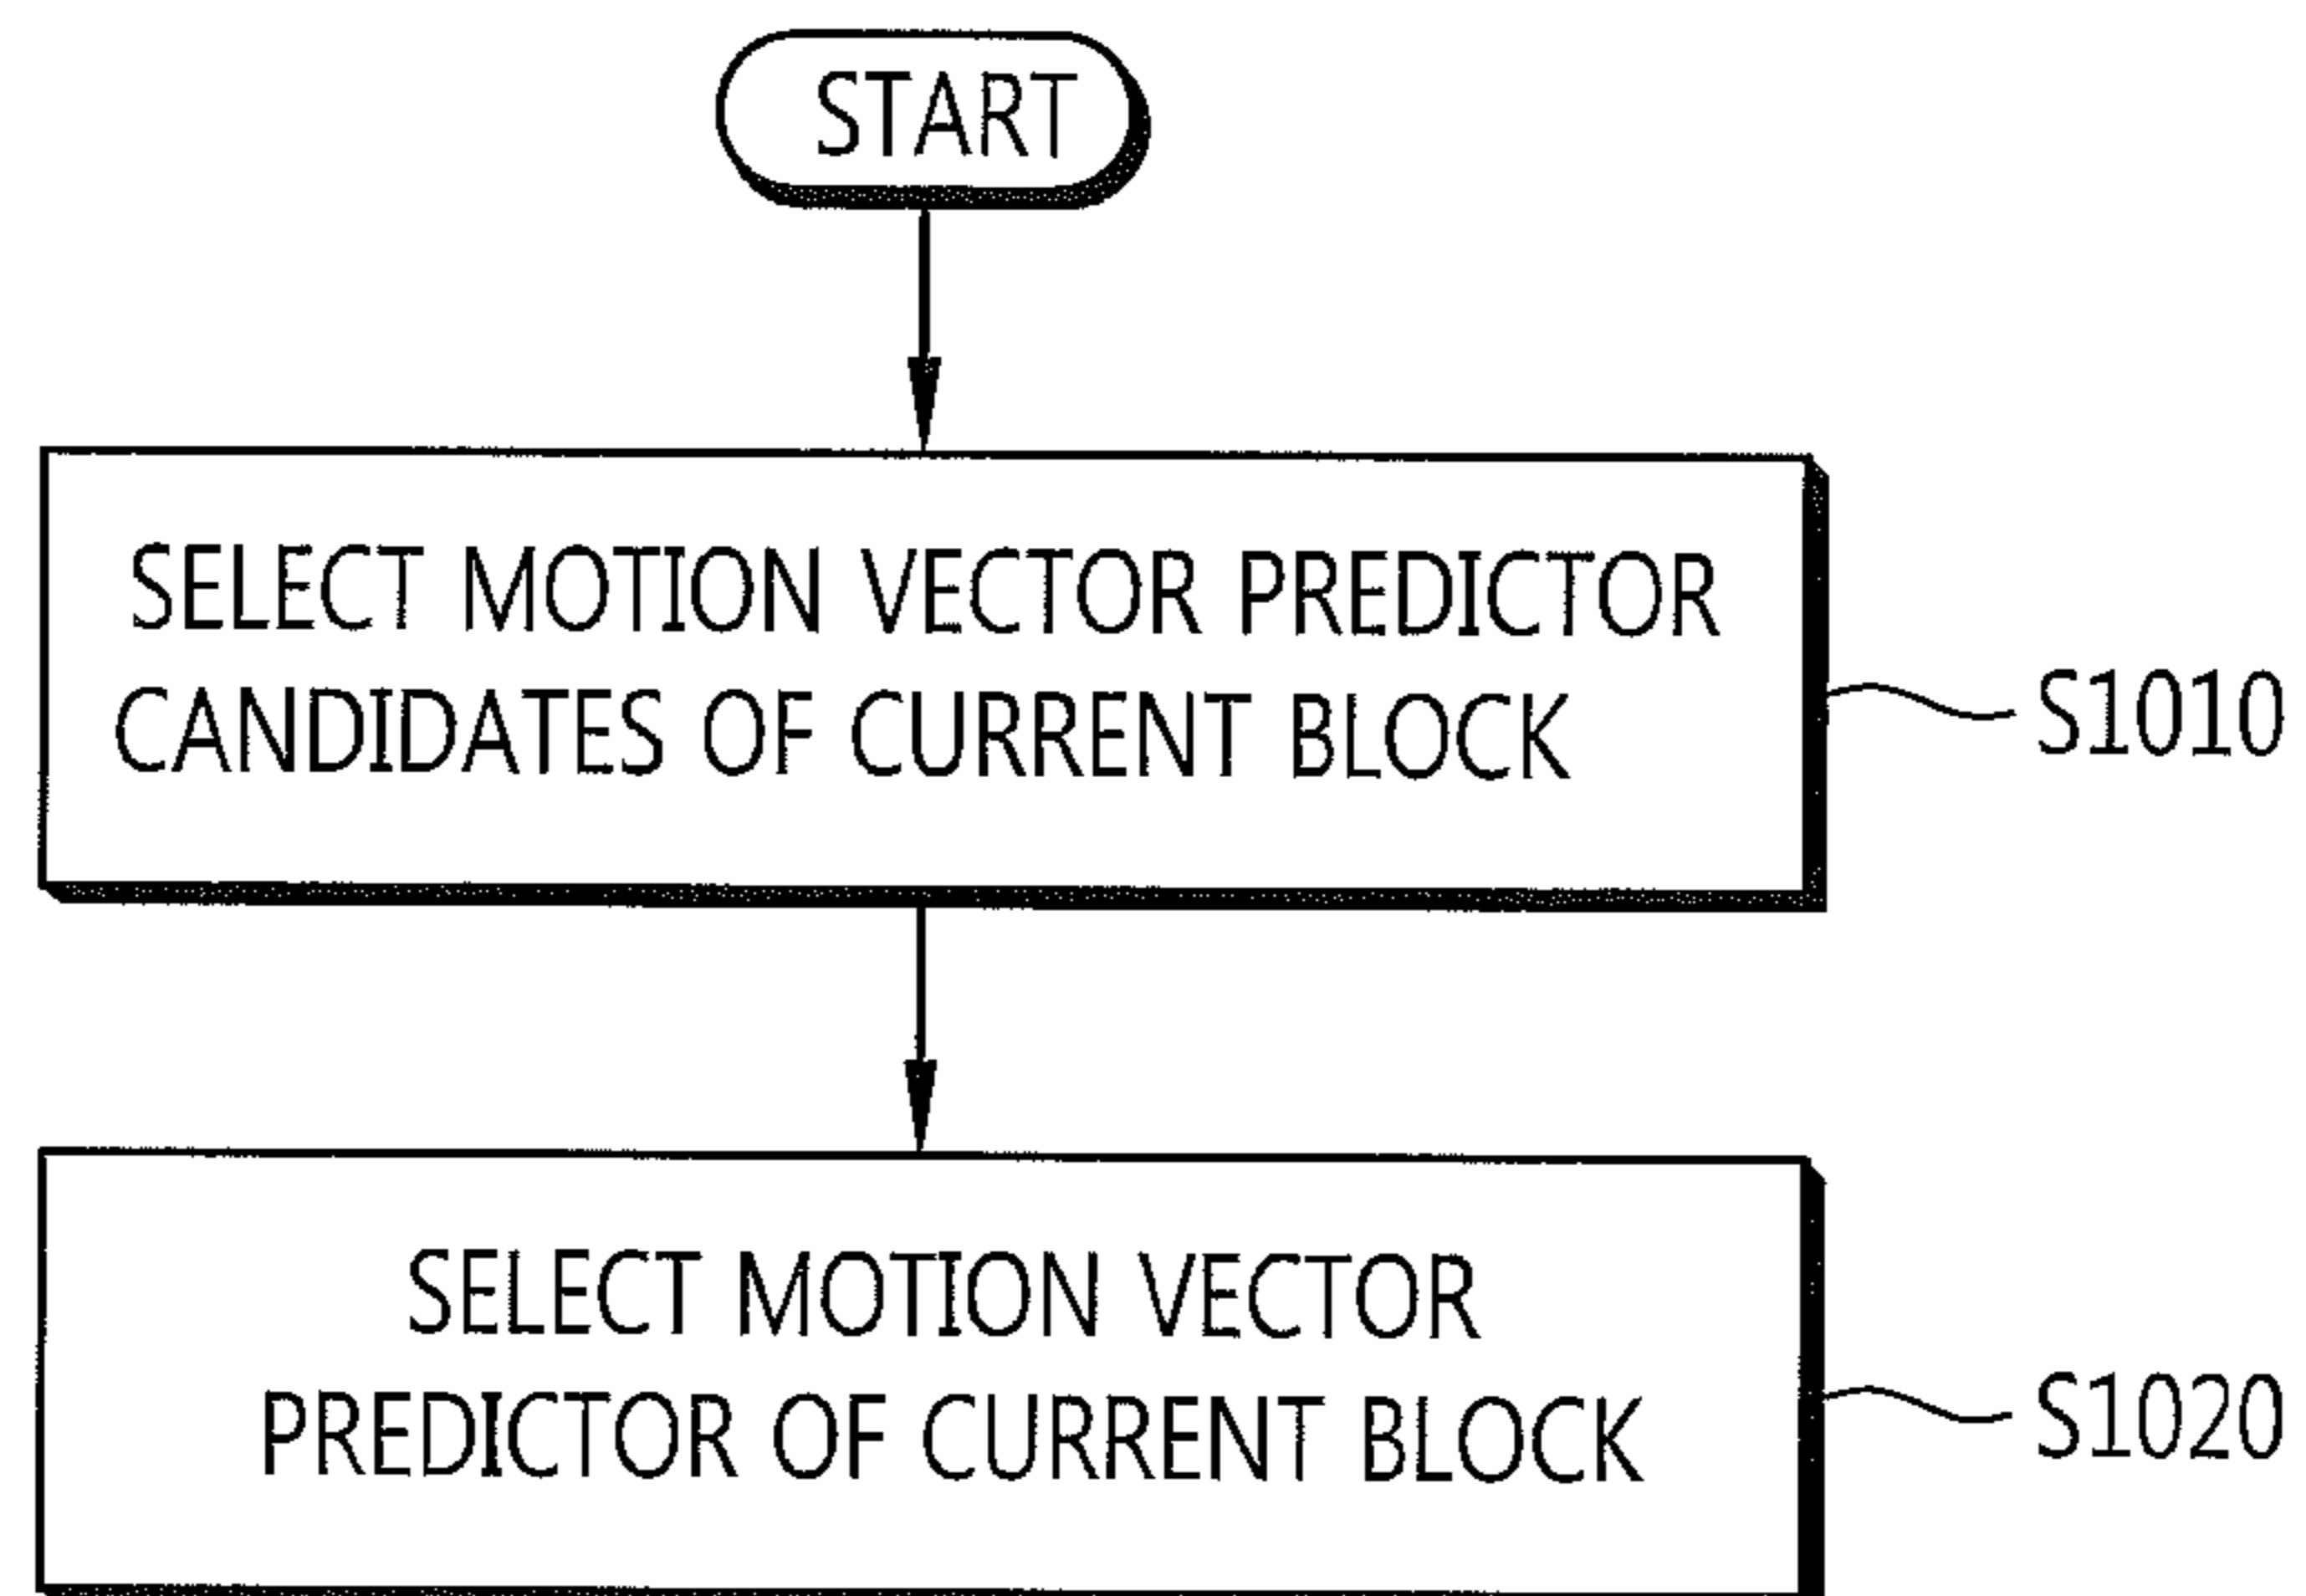 START
SELECT MOTION VECTOR PREDICTOR
CANDIDATES OF CURRENT BLOCK
S1010
SELECT MOTION VECTOR
PREDICTOR OF CURRENT BLOCK
S1020